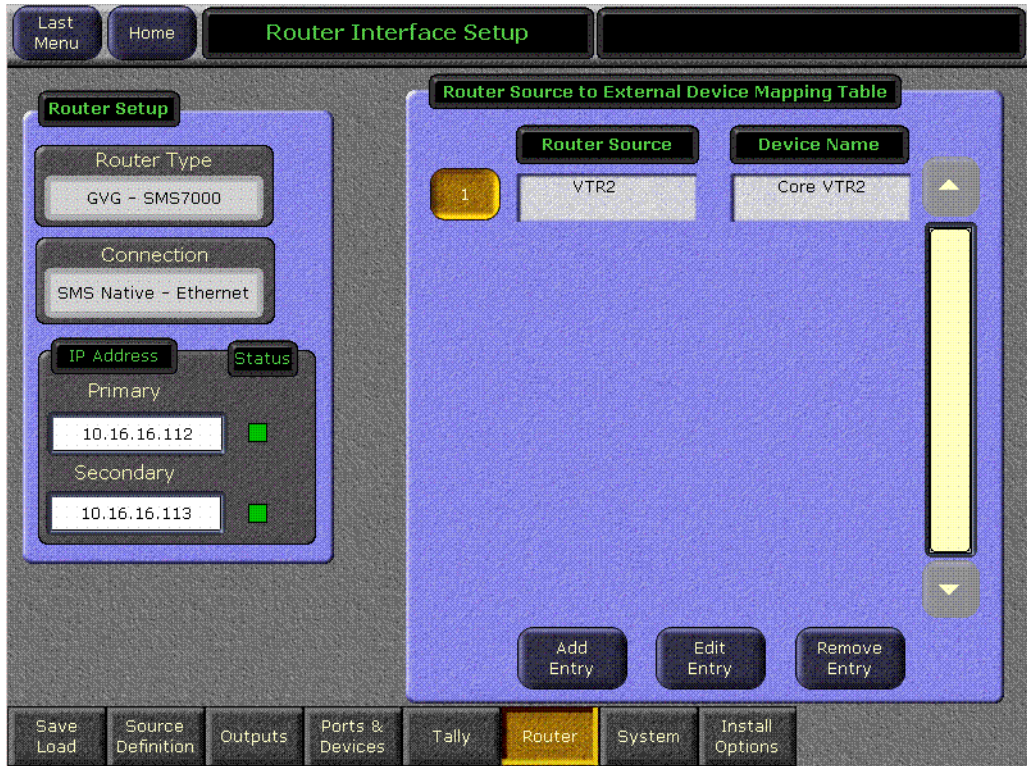 Last
Menu
Home
Router Interface Setup
Router Setup
Router Type
GVG - SMS7000
Connection
SMS Native - Ethernet
IP Address
Status
Primary
10.16.16.112
Secondary
10.16.16.113
Router Source to External Device Mapping Table
Router Source
Device Name
1
VTR2
Core VTR2
Add
Entry
Edit
Entry
Remove
Entry
Save
Load
Source
Definition
Outputs
Ports &
Devices
Tally
Router
System
Install
Options